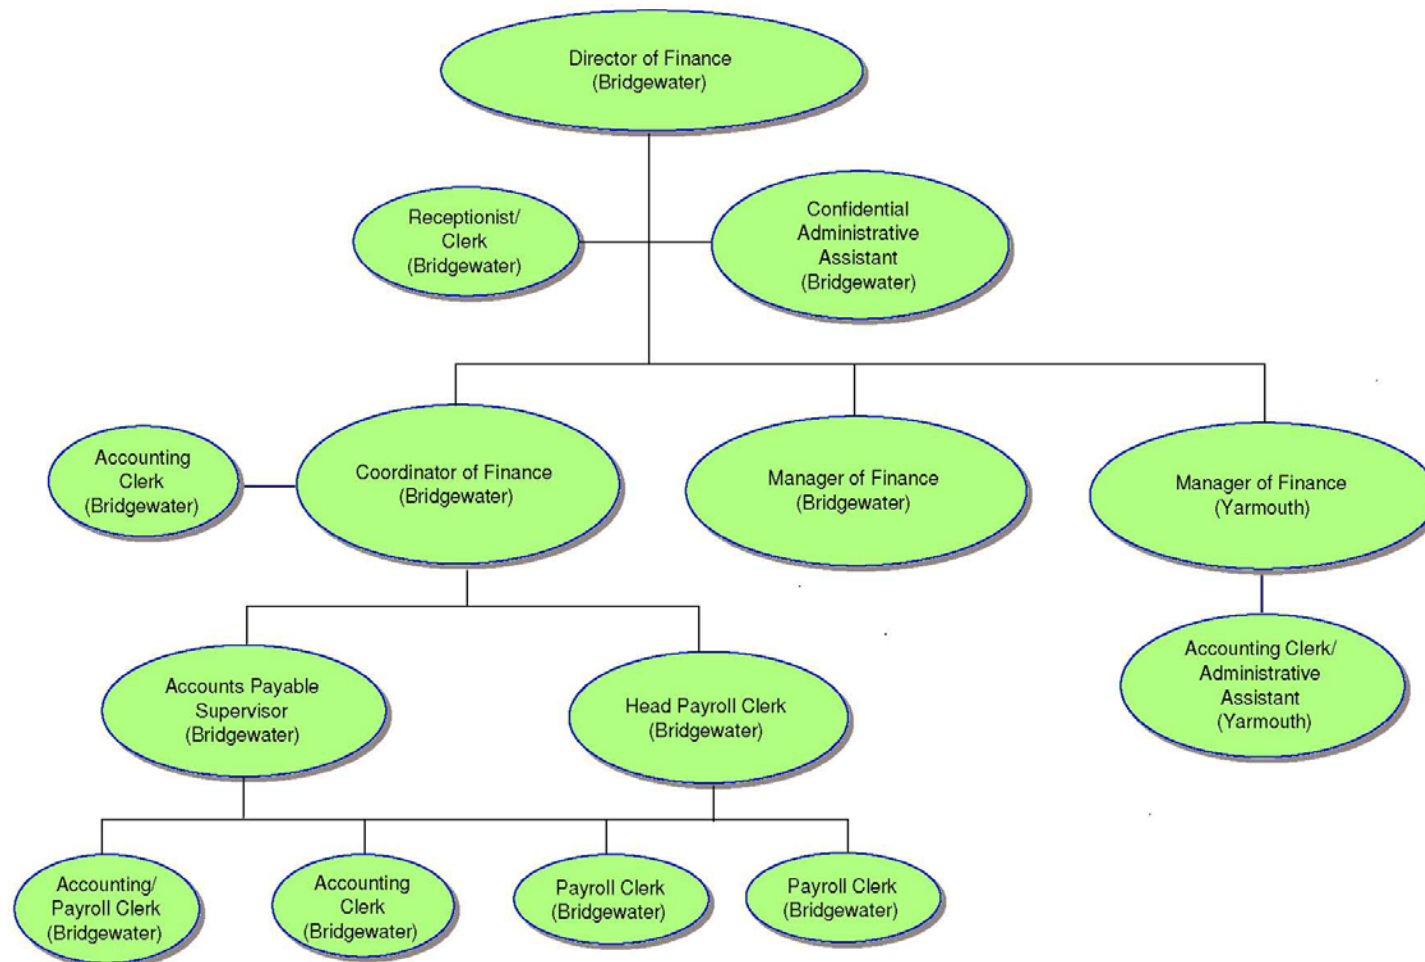 Director of Finance
(Bridgewater)
Receptionist/
Clerk
(Bridgewater)
Confidential
Administrative
Assistant
(Bridgewater)
Accounting
Clerk
(Bridgewater)
Coordinator of Finance
(Bridgewater)
Manager of Finance
(Bridgewater)
Manager of Finance
(Yarmouth)
Accounts Payable
Supervisor
(Bridgewater)
Head Payroll Clerk
(Bridgewater)
Accounting Clerk/
Administrative
Assistant
(Yarmouth)
Accounting/
Payroll Clerk
(Bridgewater)
Accounting
Clerk
(Bridgewater)
Payroll Clerk
(Bridgewater)
Payroll Clerk
(Bridgewater)